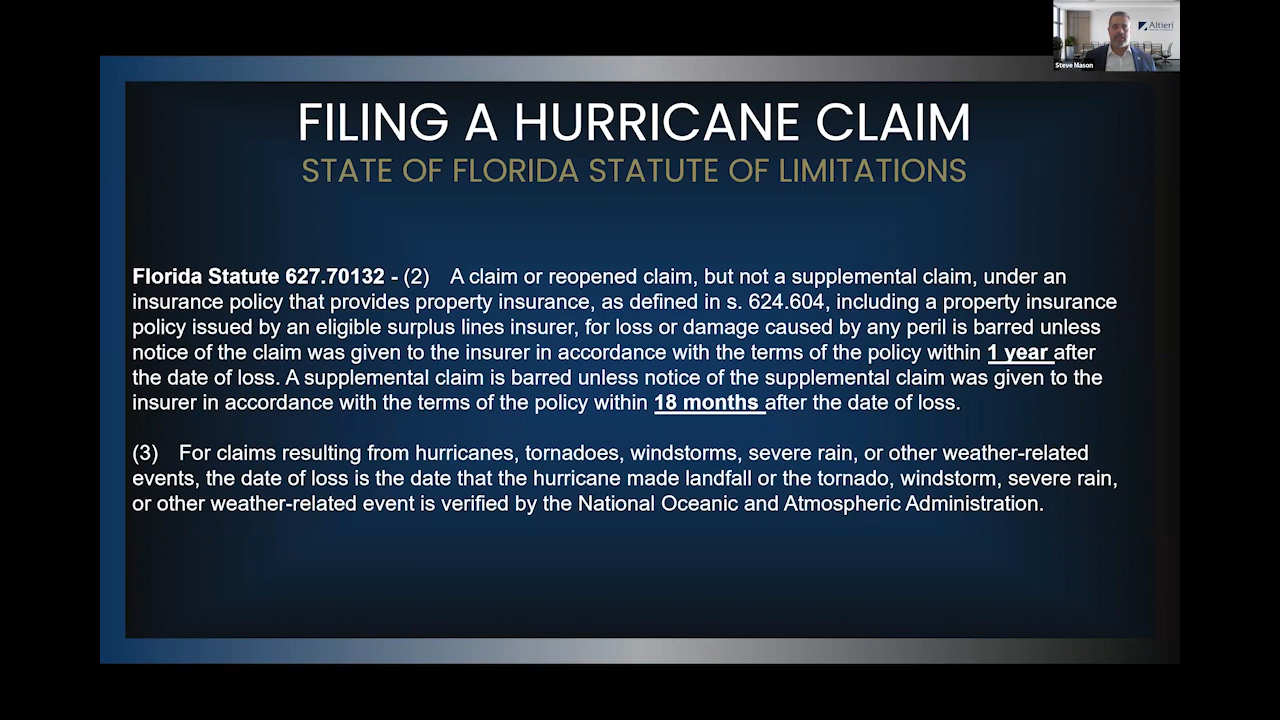 Altieri
Steve Mason
FILING A HURRICANE CLAIM
STATE OF FLORIDA STATUTE OF LIMITATIONS
Florida Statute 627.70132 - (2) A claim or reopened claim, but not a supplemental claim, under an
insurance policy that provides property insurance, as defined in s. 624.604, including a property insurance
policy issued by an eligible surplus lines insurer, for loss or damage caused by any peril is barred unless
notice of the claim was given to the insurer in accordance with the terms of the policy within 1 year after
the date of loss. A supplemental claim is barred unless notice of the supplemental claim was given to the
insurer in accordance with the terms of the policy within 18 months after the date of loss.
(3) For claims resulting from hurricanes, tornadoes, windstorms, severe rain, or other weather-related
events, the date of loss is the date that the hurricane made landfall or the tornado, windstorm, severe rain,
or other weather-related event is verified by the National Oceanic and Atmospheric Administration.